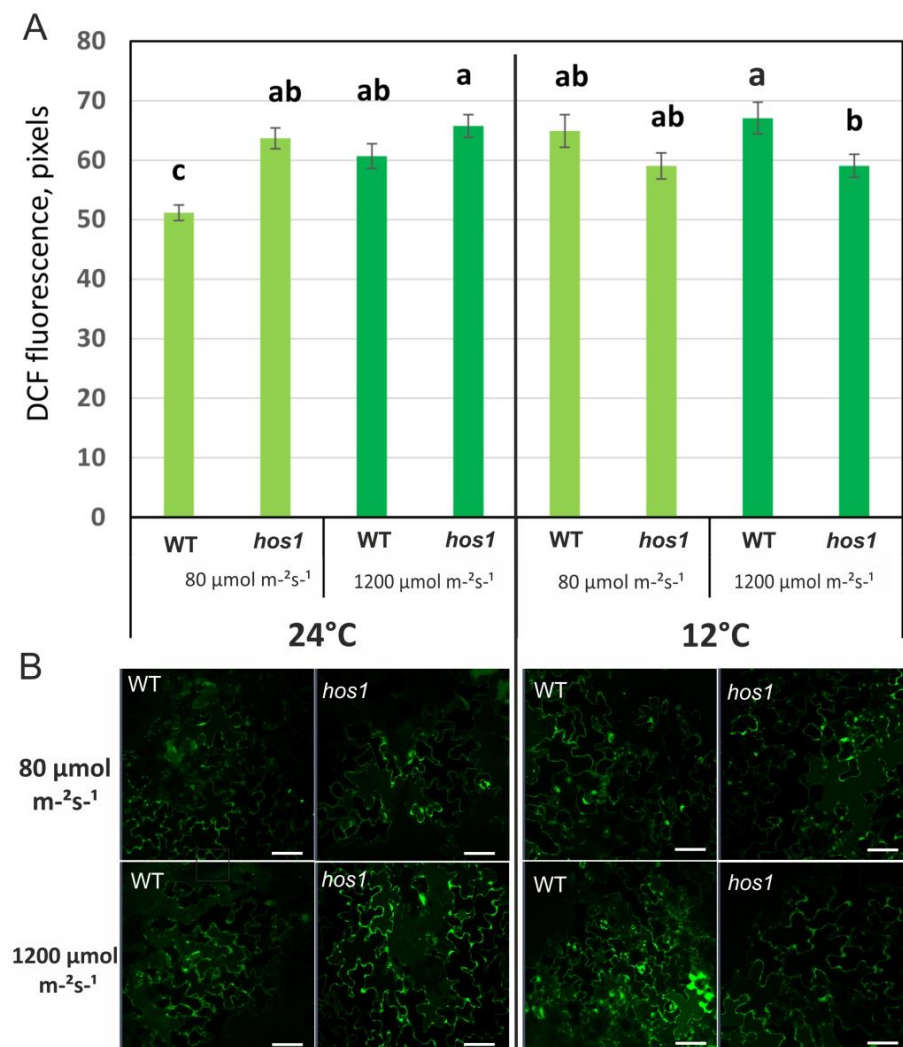 A
80
70
60
50
40
30
20
10
0
DCF fluorescence, pixels
c
ab
ab
a
ab
ab
a
b
WT hos1 WT hos1 WT hos1 WT hos1
80 µmol m-²s-¹ 1200 µmol m-²s-¹ 80 µmol m-²s-¹ 1200 µmol m-²s-¹
24°C 12°C
B
WT hos1 WT hos1
80 µmol
m-²s-¹
WT hos1 WT hos1
1200 µmol
m-²s-¹